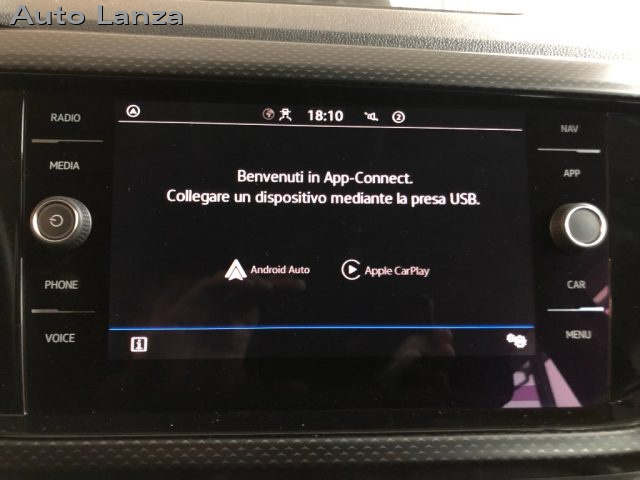 Auto Lanza
RADIO
MEDIA
PHONE
VOICE
18:10
2
Benvenuti in App-Connect.
Collegare un dispositivo mediante la presa USB.
Android Auto
Apple CarPlay
NAV
APP
CAR
MENU